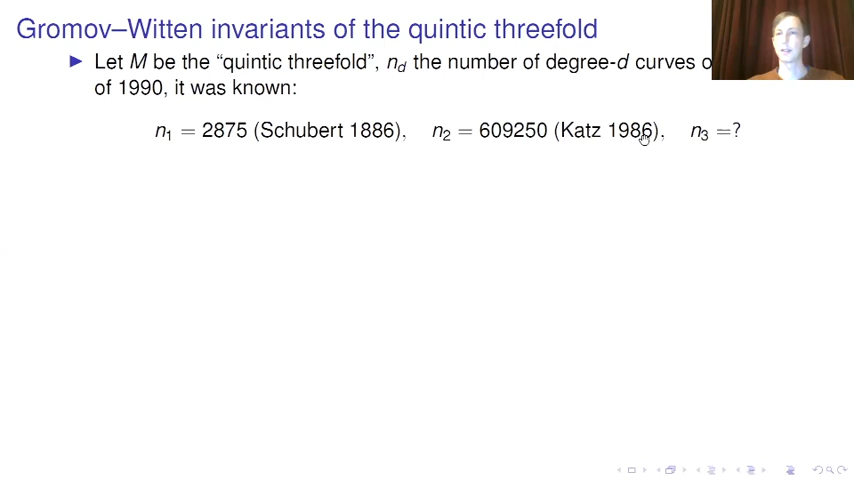 Gromov–Witten invariants of the quintic threefold
Let M be the “quintic threefold”, n_d the number of degree-d curves
of 1990, it was known:
n_1 = 2875 (Schubert 1886), n_2 = 609250 (Katz 1986), n_3 =?